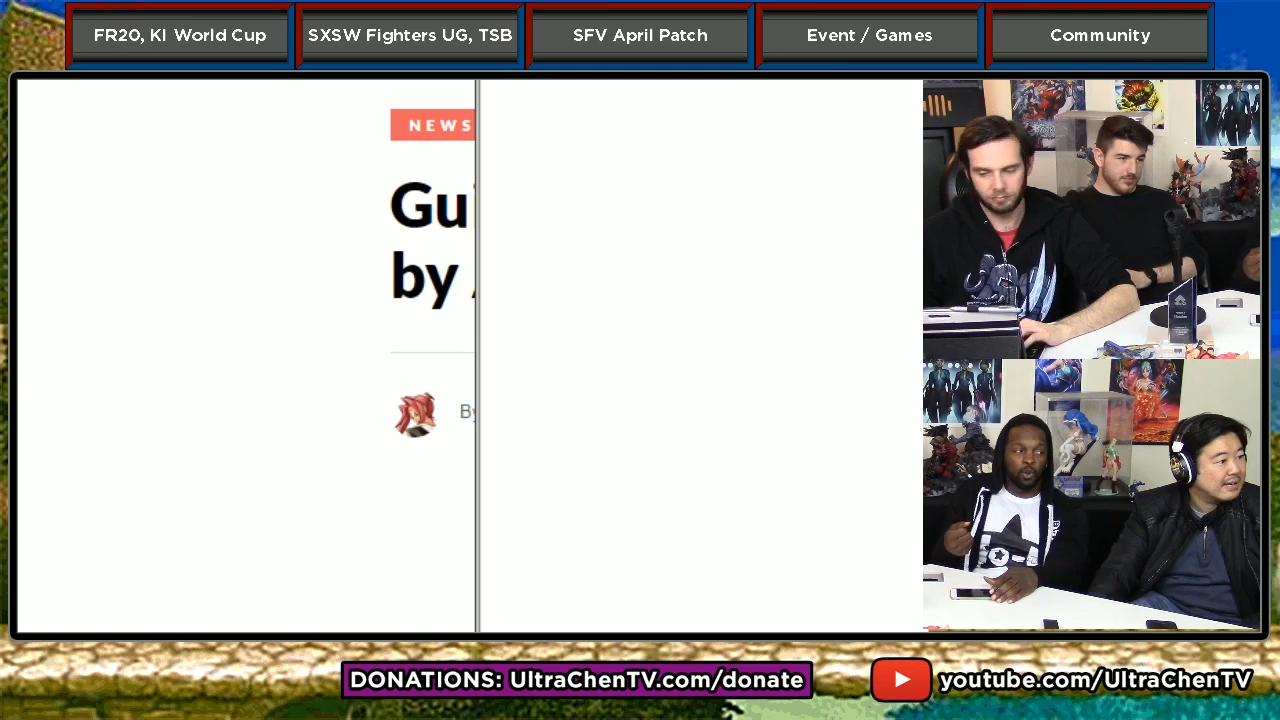 FR20, KI World Cup
SXSW Fighters UG, TSB
SFV April Patch
Event / Games
Community
NEWS
Gu
by
By
DONATIONS: UltraChenTV.com/donate
youtube.com/UltraChenTV